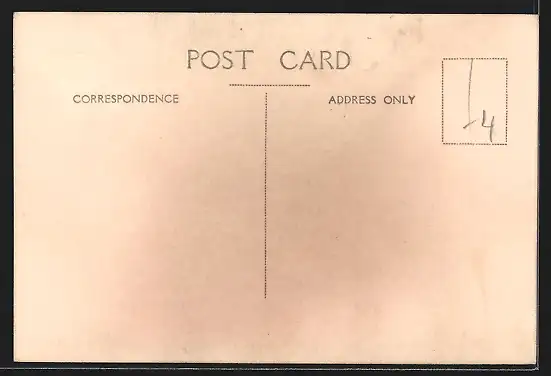 POST CARD
CORRESPONDENCE
ADDRESS ONLY
4